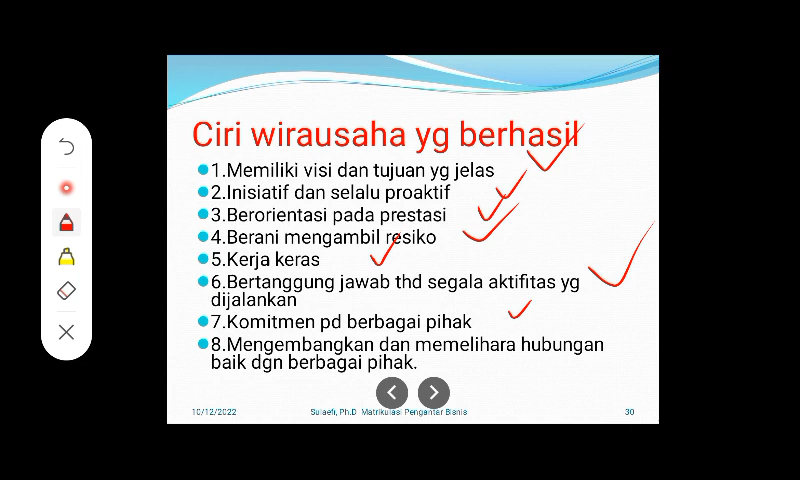 Ciri wirausaha yg berhasil
1.Memiliki visi dan tujuan yg jelas
2.Inisiatif dan selalu proaktif
3.Berorientasi pada prestasi
4.Berani mengambil resiko
5.Kerja keras
6.Bertanggung jawab thd segala aktifitas yg
dijalankan
7.Komitmen pd berbagai pihak
8.Mengembangkan dan memelihara hubungan
baik dgn berbagai pihak.
10/12/2022 Sulaefi, Ph.D Matrikulasi Pengantar Bisnis 30